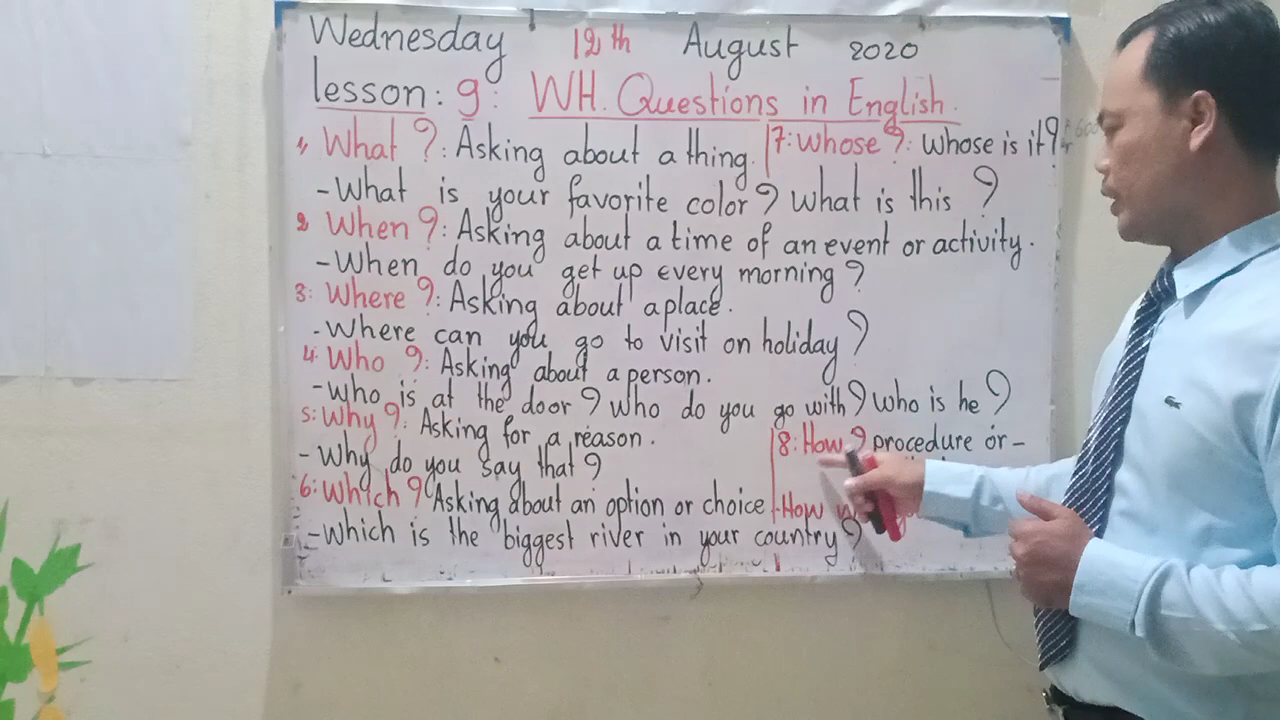 Wednesday 12th August 2020
lesson: 9: WH. Questions in English.
1, What ?: Asking about a thing. 7: whose ?: whose is it?
- What is your favorite color? What is this ?
2 When ?: Asking about a time of an event or activity.
- When do you get up every morning ?
3: Where ?: Asking about a place.
- Where can you go to visit on holiday ?
4: Who ?: Asking about a person.
- who is at the door ? Who do you go with ? Who is he ?
5: Why ?: Asking for a reason. 8: How ? procedure or -
- Why do you say that ?
6: Which ? Asking about an option or choice - How
- Which is the biggest river in your country ?